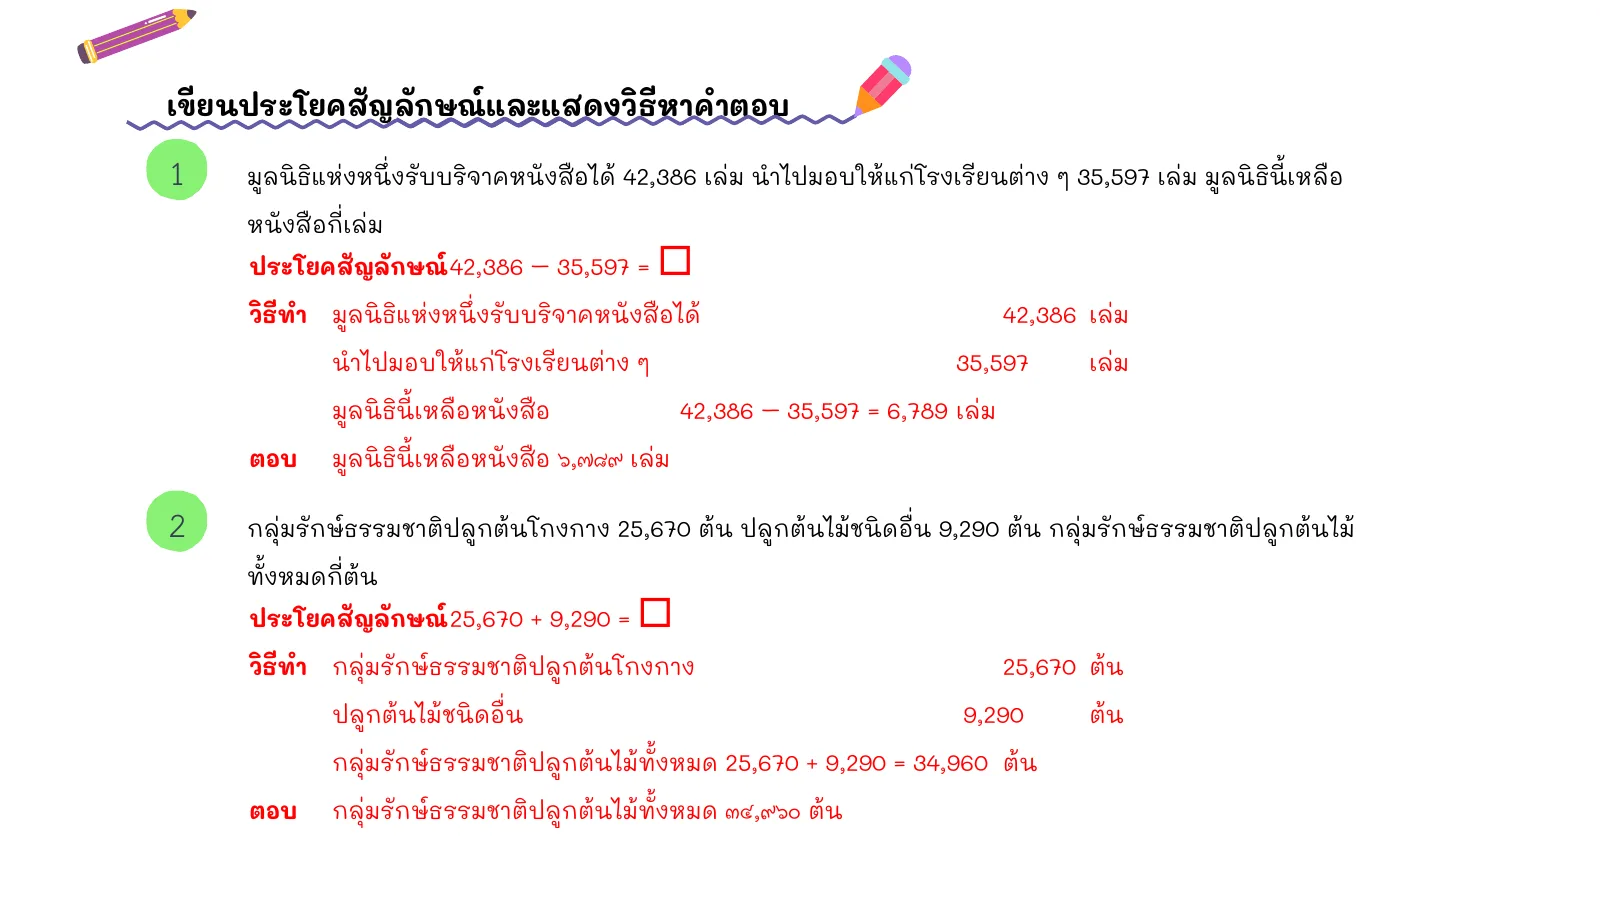 เขียนประโยคสัญลักษณ์และแสดงวิธีหาคำตอบ
1
มูลนิธิแห่งหนึ่งรับบริจาคหนังสือได้ 42,386 เล่ม นำไปมอบให้แก่โรงเรียนต่าง ๆ 35,597 เล่ม มูลนิธินี้เหลือ
หนังสือกี่เล่ม
ประโยคสัญลักษณ์ 42,386 – 35,597 = □
วิธีทำ มูลนิธิแห่งหนึ่งรับบริจาคหนังสือได้ 42,386 เล่ม
นำไปมอบให้แก่โรงเรียนต่าง ๆ 35,597 เล่ม
มูลนิธินี้เหลือหนังสือ 42,386 – 35,597 = 6,789 เล่ม
ตอบ มูลนิธินี้เหลือหนังสือ ๖,๗๘๙ เล่ม
2
กลุ่มรักษ์ธรรมชาติปลูกต้นโกงกาง 25,670 ต้น ปลูกต้นไม้ชนิดอื่น 9,290 ต้น กลุ่มรักษ์ธรรมชาติปลูกต้นไม้
ทั้งหมดกี่ต้น
ประโยคสัญลักษณ์ 25,670 + 9,290 = □
วิธีทำ กลุ่มรักษ์ธรรมชาติปลูกต้นโกงกาง 25,670 ต้น
ปลูกต้นไม้ชนิดอื่น 9,290 ต้น
กลุ่มรักษ์ธรรมชาติปลูกต้นไม้ทั้งหมด 25,670 + 9,290 = 34,960 ต้น
ตอบ กลุ่มรักษ์ธรรมชาติปลูกต้นไม้ทั้งหมด ๓๔,๙๖๐ ต้น